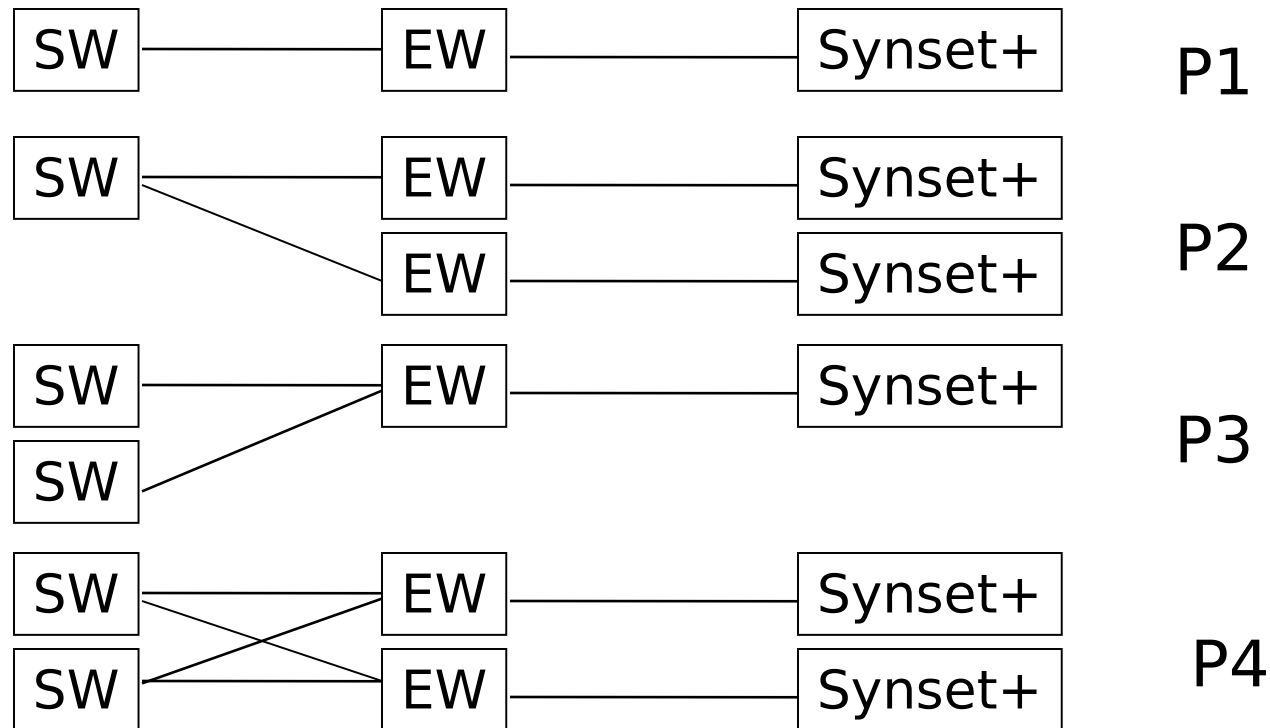 SW EW Synset+ P1
SW EW Synset+
EW Synset+ P2
SW EW Synset+
SW P3
SW EW Synset+
SW EW Synset+ P4